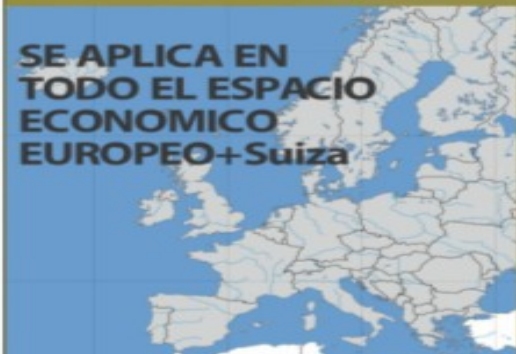 SE APLICA EN
TODO EL ESPACIO
ECONOMICO
EUROPEO+Suiza